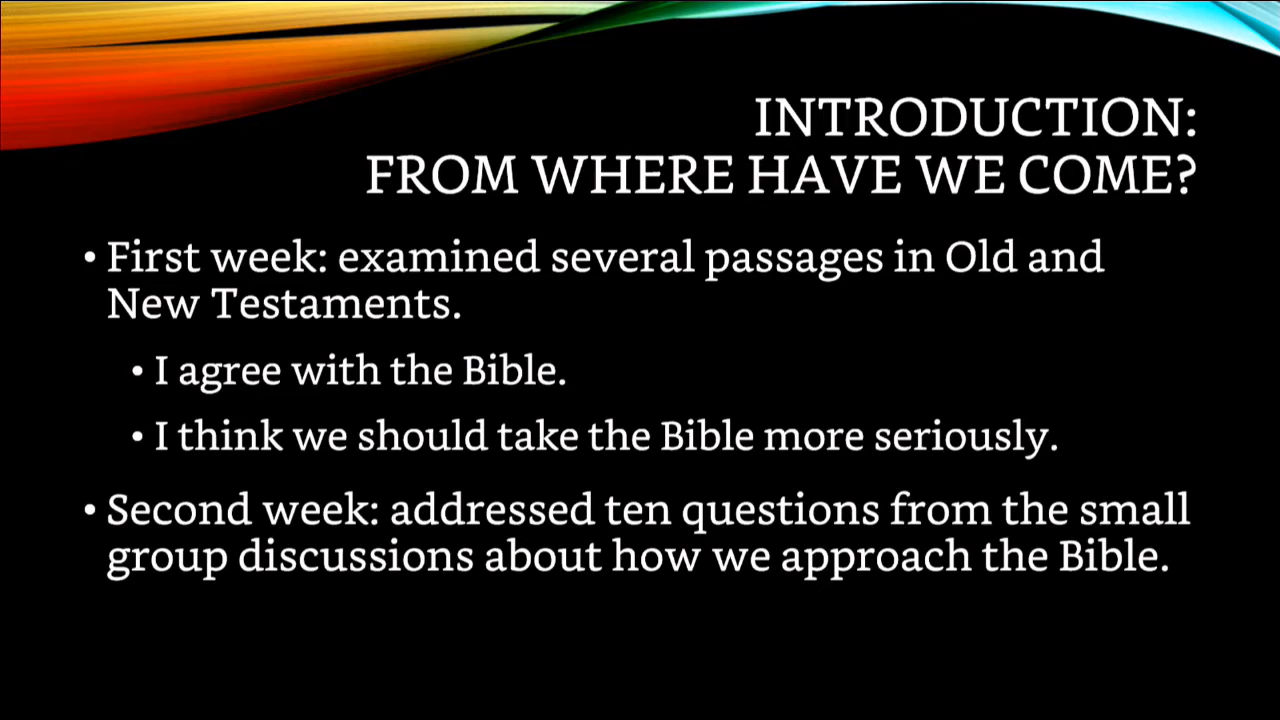 INTRODUCTION:
FROM WHERE HAVE WE COME?
• First week: examined several passages in Old and
New Testaments.
• I agree with the Bible.
• I think we should take the Bible more seriously.
• Second week: addressed ten questions from the small
group discussions about how we approach the Bible.